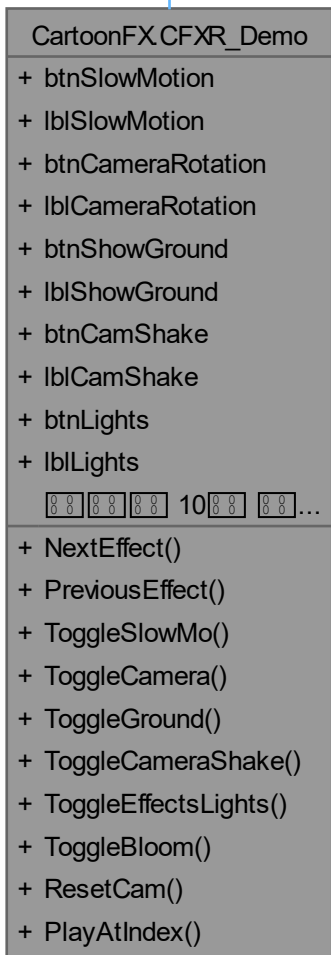 CartoonFX.CFXR_Demo
+ btnSlowMotion
+ lblSlowMotion
+ btnCameraRotation
+ lblCameraRotation
+ btnShowGround
+ lblShowGround
+ btnCamShake
+ lblCamShake
+ btnLights
+ lblLights
10 ...
+ NextEffect()
+ PreviousEffect()
+ ToggleSlowMo()
+ ToggleCamera()
+ ToggleGround()
+ ToggleCameraShake()
+ ToggleEffectsLights()
+ ToggleBloom()
+ ResetCam()
+ PlayAtIndex()